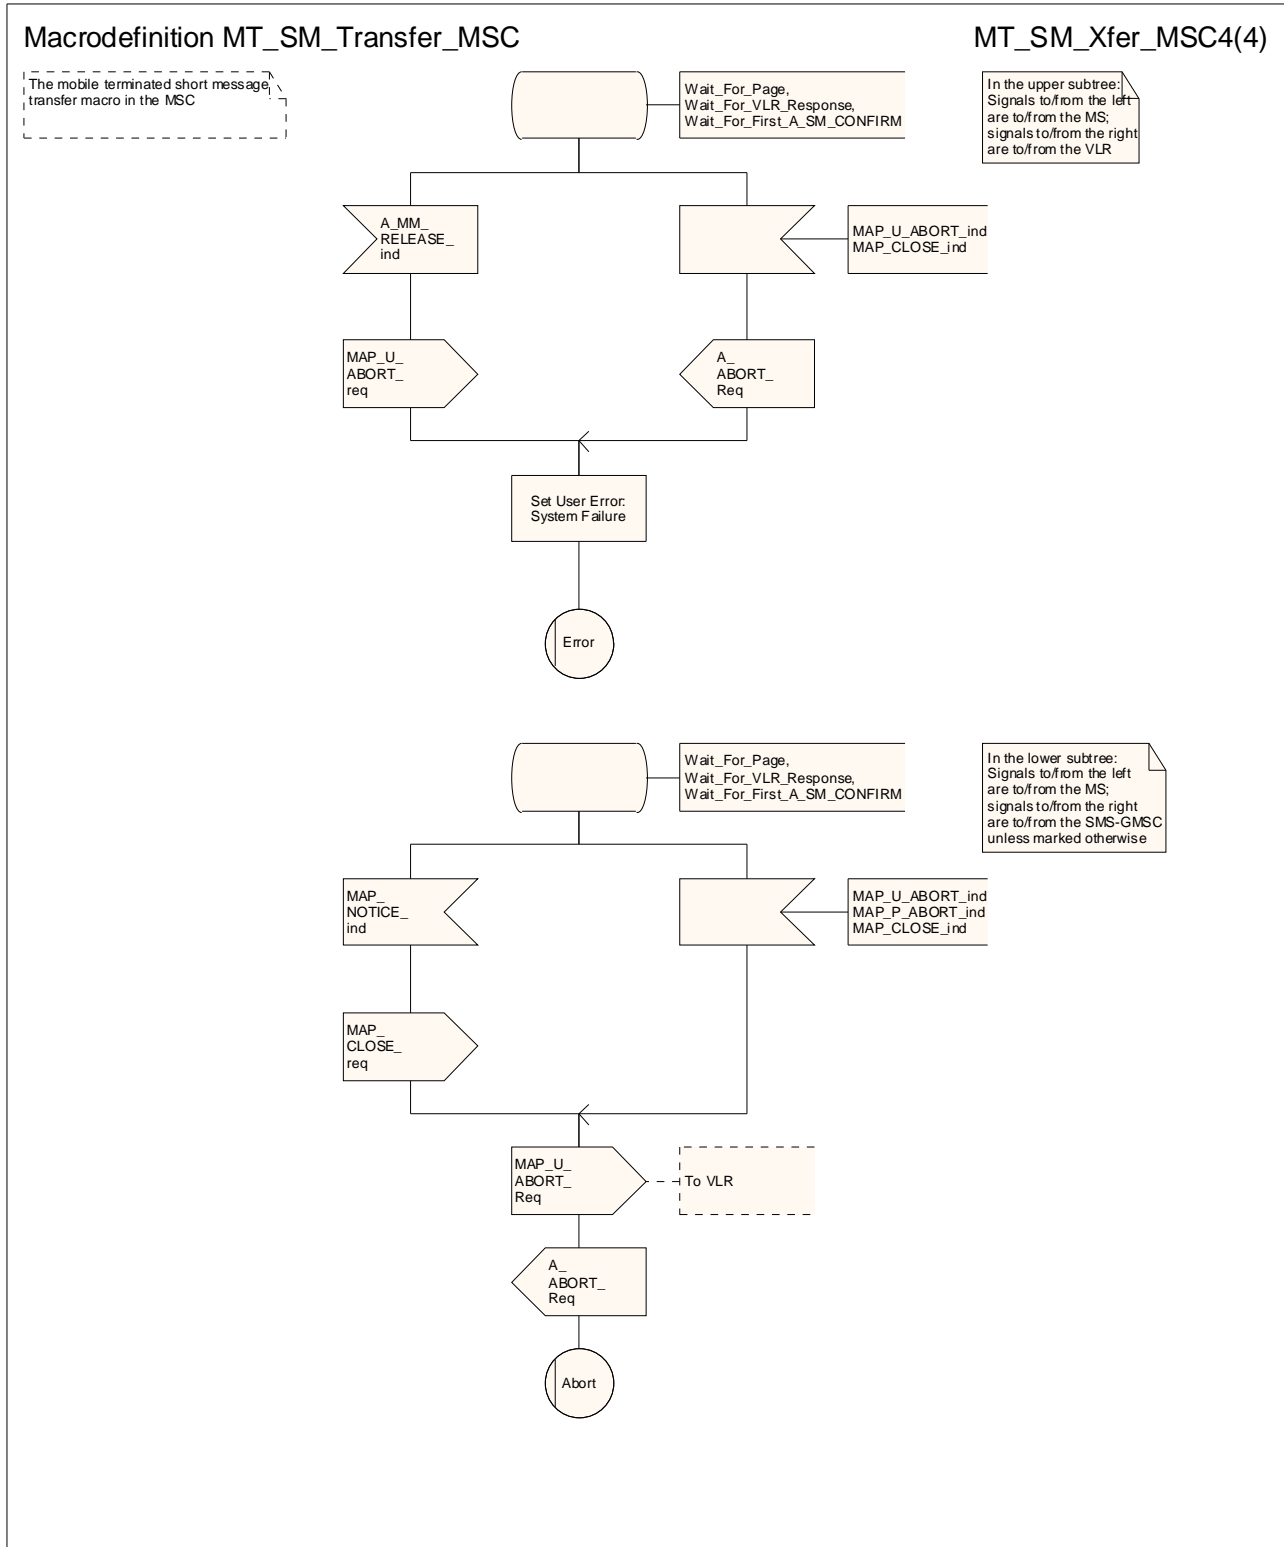 Macrodefinition MT_SM_Transfer_MSC
MT_SM_Xfer_MSC4(4)
The mobile terminated short message
transfer macro in the MSC
Wait_For_Page,
Wait_For_VLR_Response,
Wait_For_First_A_SM_CONFIRM
In the upper subtree:
Signals to/from the left
are to/from the MS;
signals to/from the right
are to/from the VLR
A_MM_
RELEASE_
ind
MAP_U_ABORT_ind
MAP_CLOSE_ind
MAP_U_
ABORT_
req
A_
ABORT_
Req
Set User Error:
System Failure
Error
Wait_For_Page,
Wait_For_VLR_Response,
Wait_For_First_A_SM_CONFIRM
In the lower subtree:
Signals to/from the left
are to/from the MS;
signals to/from the right
are to/from the SMS-GMSC
unless marked otherwise
MAP_
NOTICE_
ind
MAP_U_ABORT_ind
MAP_P_ABORT_ind
MAP_CLOSE_ind
MAP_
CLOSE_
req
MAP_U_
ABORT_
Req
To VLR
A_
ABORT_
Req
Abort